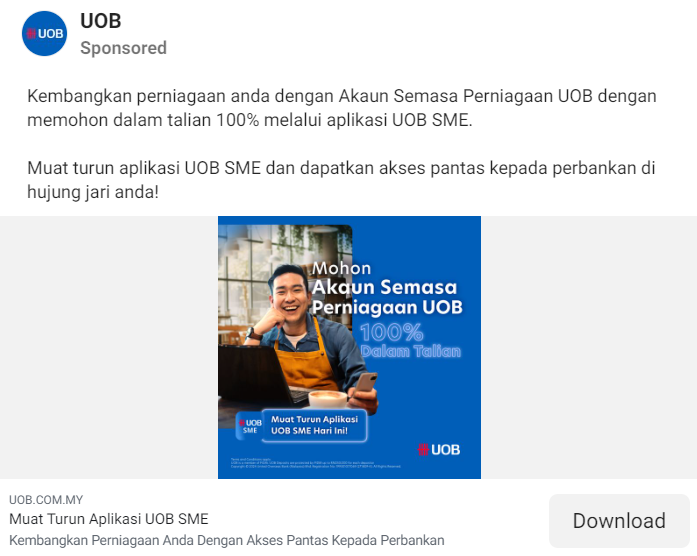 UOB
UOB
Sponsored
Kembangkan perniagaan anda dengan Akaun Semasa Perniagaan UOB dengan
memohon dalam talian 100% melalui aplikasi UOB SME.
Muat turun aplikasi UOB SME dan dapatkan akses pantas kepada perbankan di
hujung jari anda!
Mohon
Akaun Semasa
Perniagaan UOB
100%
Dalam Talian
UOB
SME
Muat Turun Aplikasi
UOB SME Hari Ini!
UOB
UOB.COM.MY
Muat Turun Aplikasi UOB SME
Kembangkan Perniagaan Anda Dengan Akses Pantas Kepada Perbankan
Download